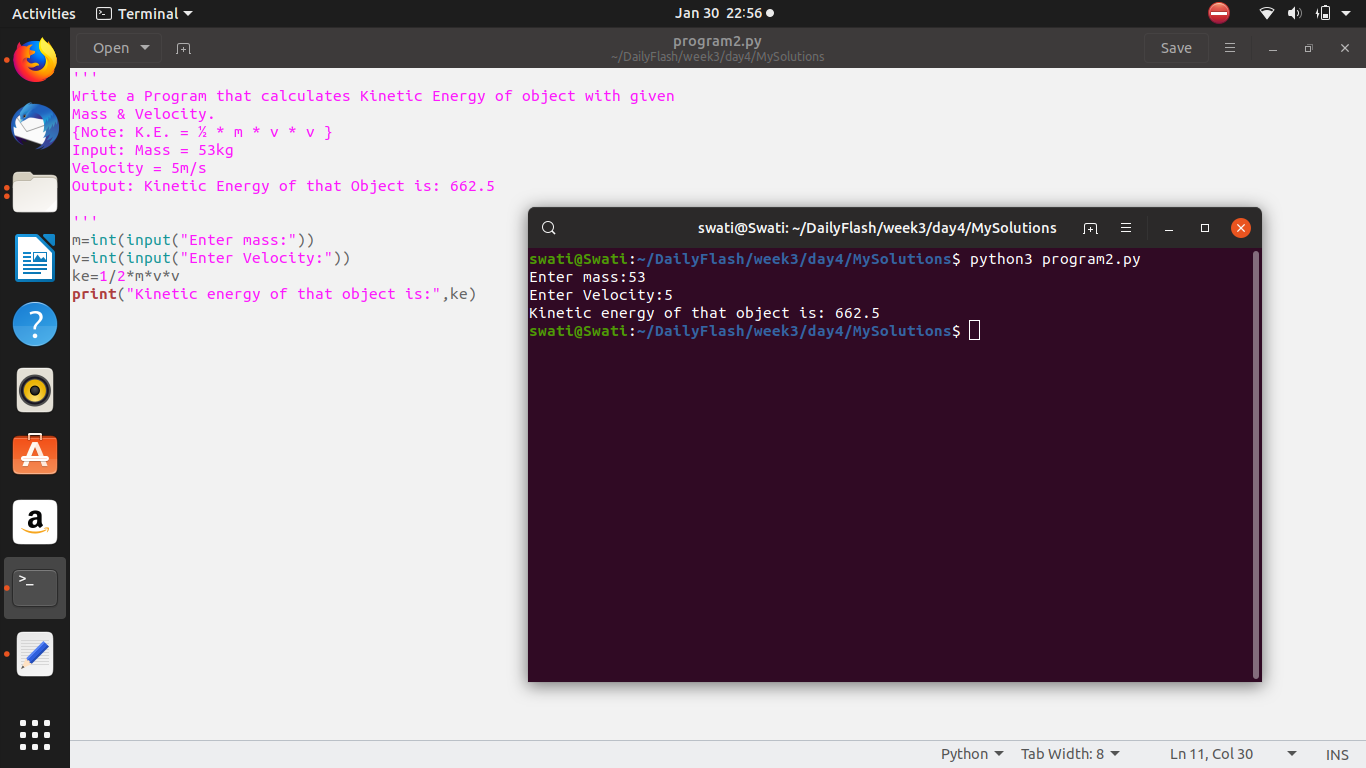 Activities
Terminal
Jan 30 22:56
Open
program2.py
~/DailyFlash/week3/day4/MySolutions
Save
'''
Write a Program that calculates Kinetic Energy of object with given
Mass & Velocity.
{Note: K.E. = ½ * m * v * v }
Input: Mass = 53kg
Velocity = 5m/s
Output: Kinetic Energy of that Object is: 662.5
'''
m=int(input("Enter mass:"))
v=int(input("Enter Velocity:"))
ke=1/2*m*v*v
print("Kinetic energy of that object is:",ke)
swati@Swati: ~/DailyFlash/week3/day4/MySolutions
swati@Swati:~/DailyFlash/week3/day4/MySolutions$ python3 program2.py
Enter mass:53
Enter Velocity:5
Kinetic energy of that object is: 662.5
swati@Swati:~/DailyFlash/week3/day4/MySolutions$
Python
Tab Width: 8
Ln 11, Col 30
INS